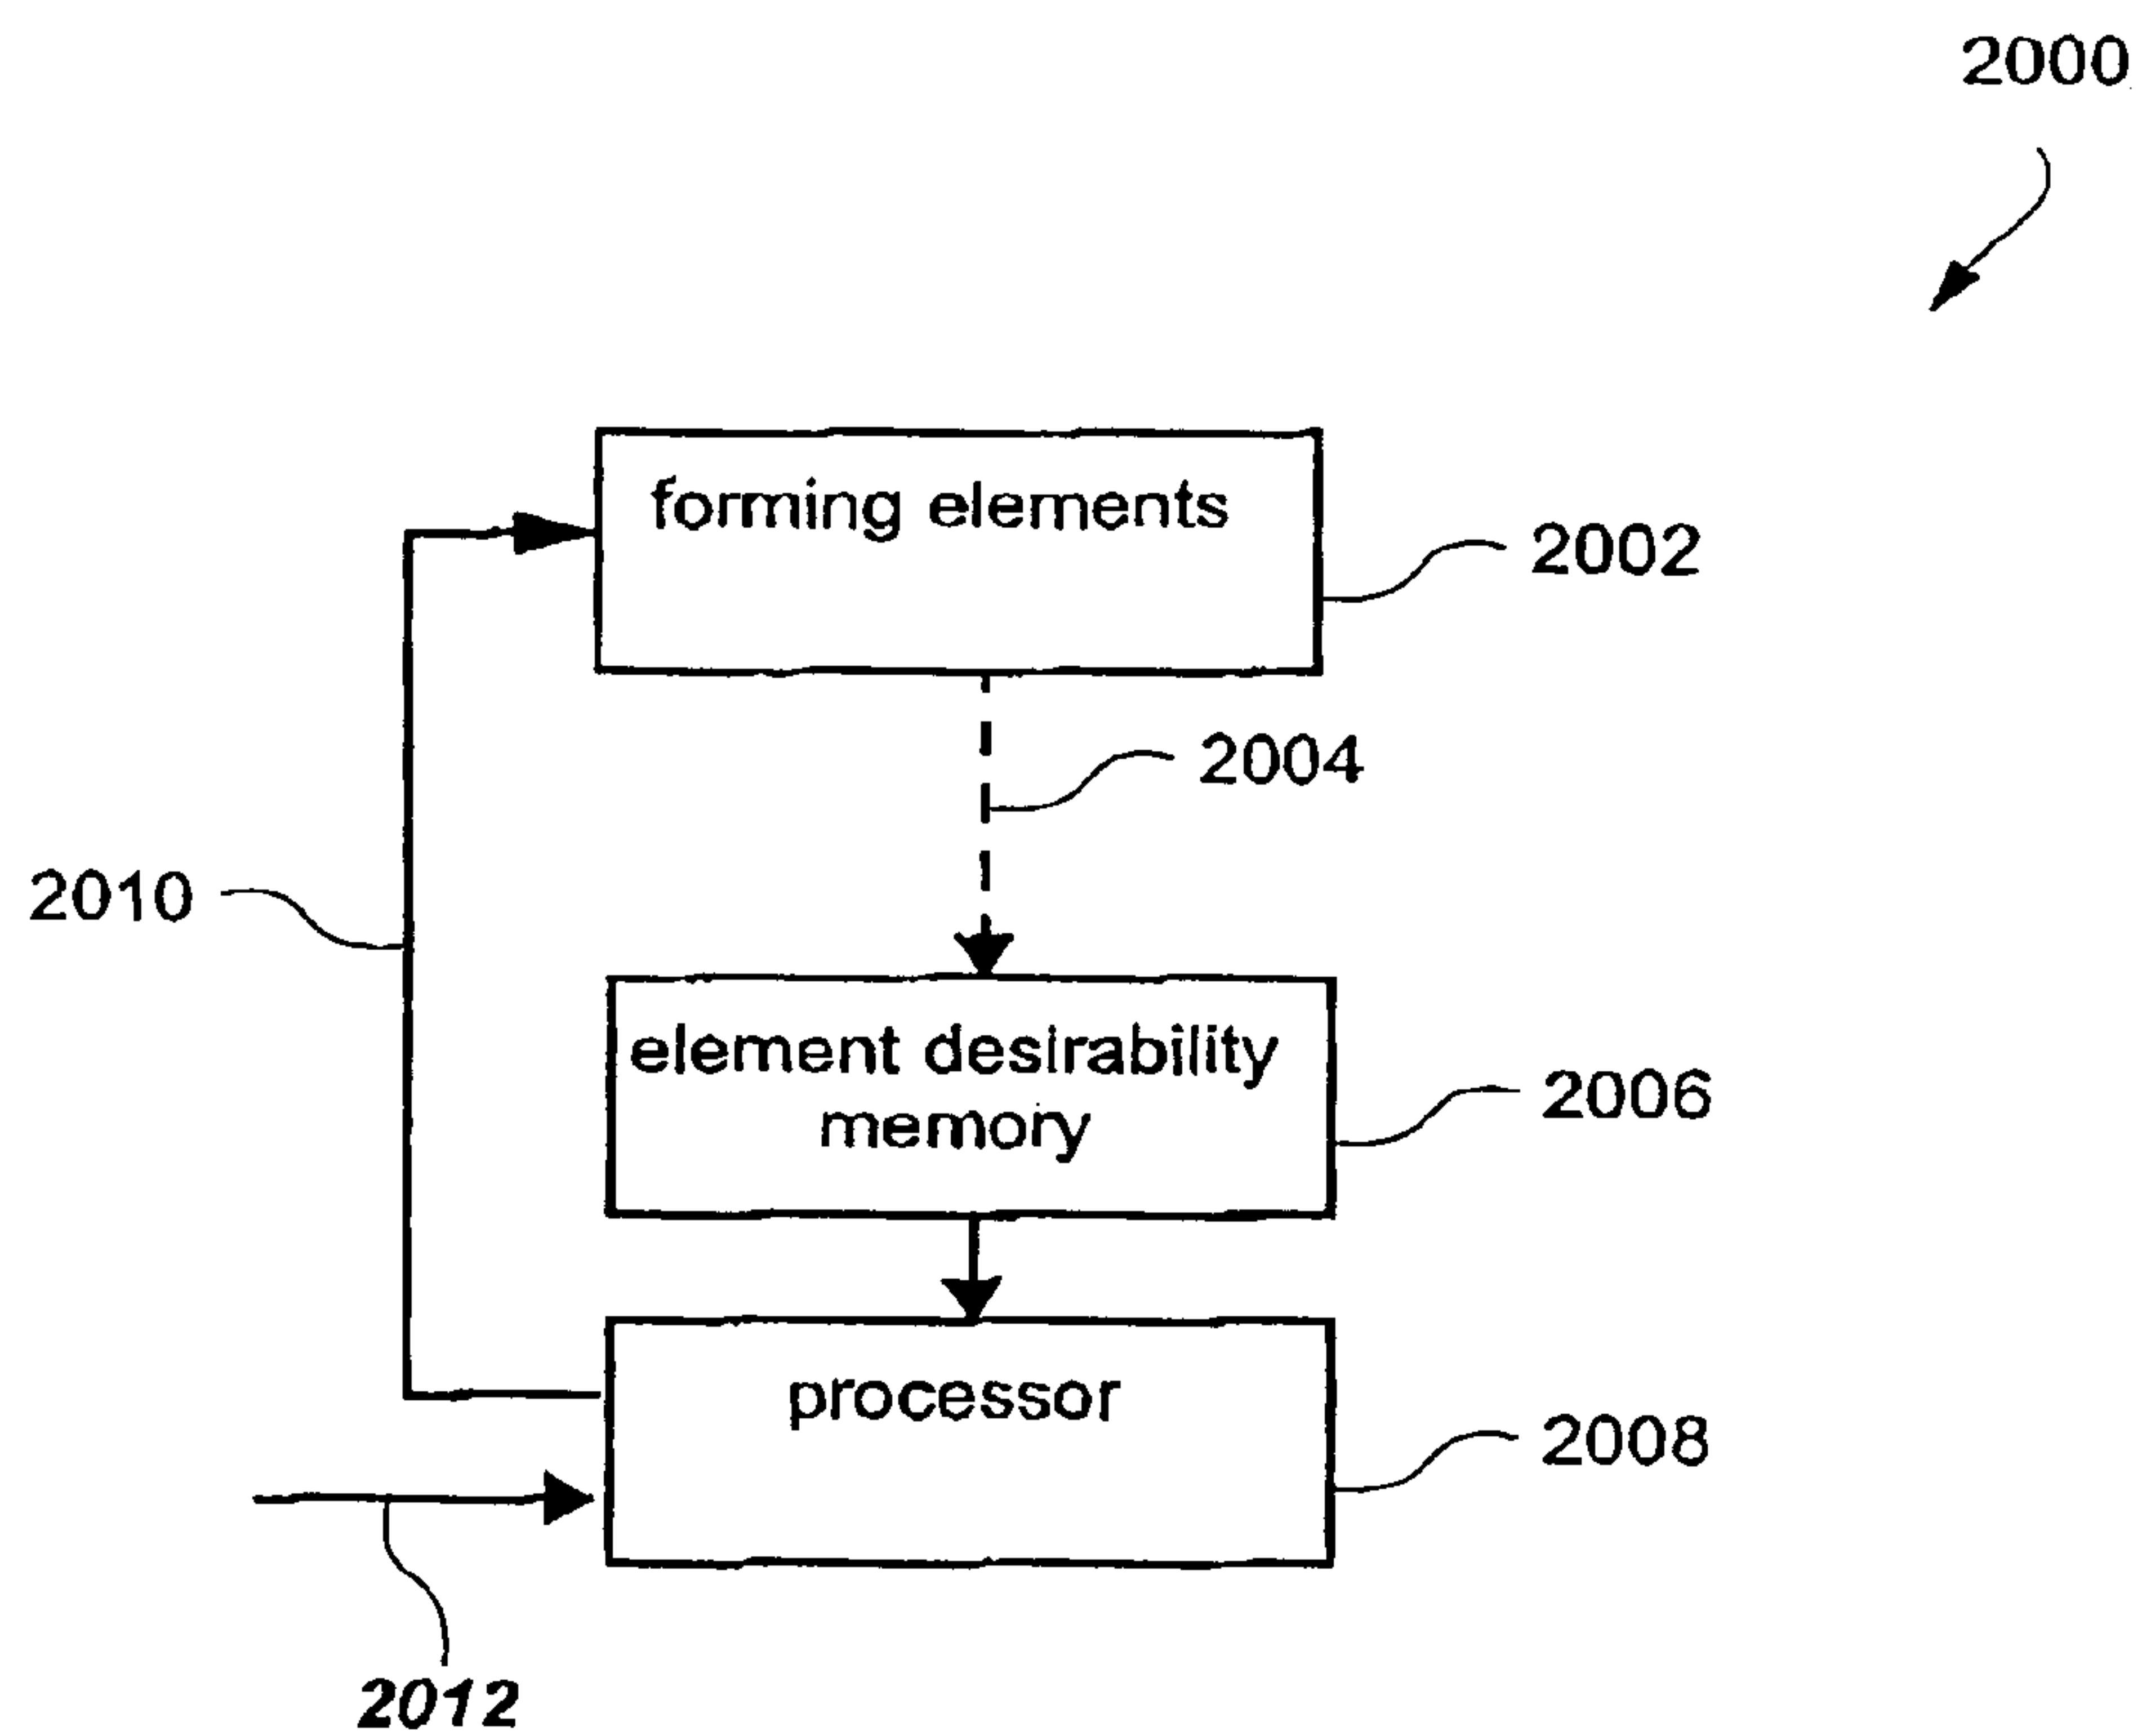 2000
forming elements
2002
2004
2010
element desirability
memory
2006
processor
2008
2012